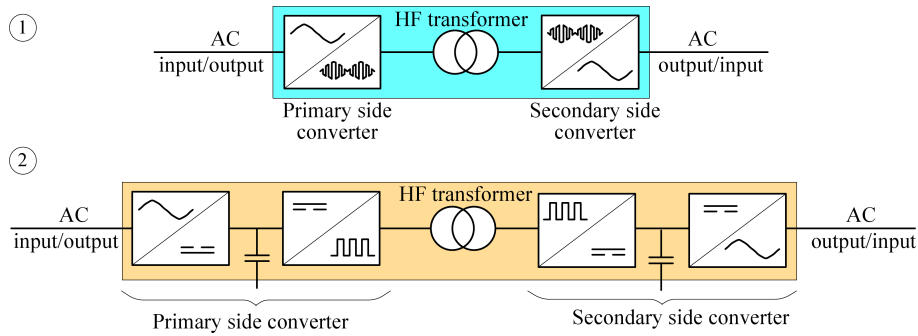 1
HF transformer
AC
input/output
AC
output/input
Primary side
converter
Secondary side
converter
2
HF transformer
AC
input/output
AC
output/input
Primary side converter
Secondary side converter